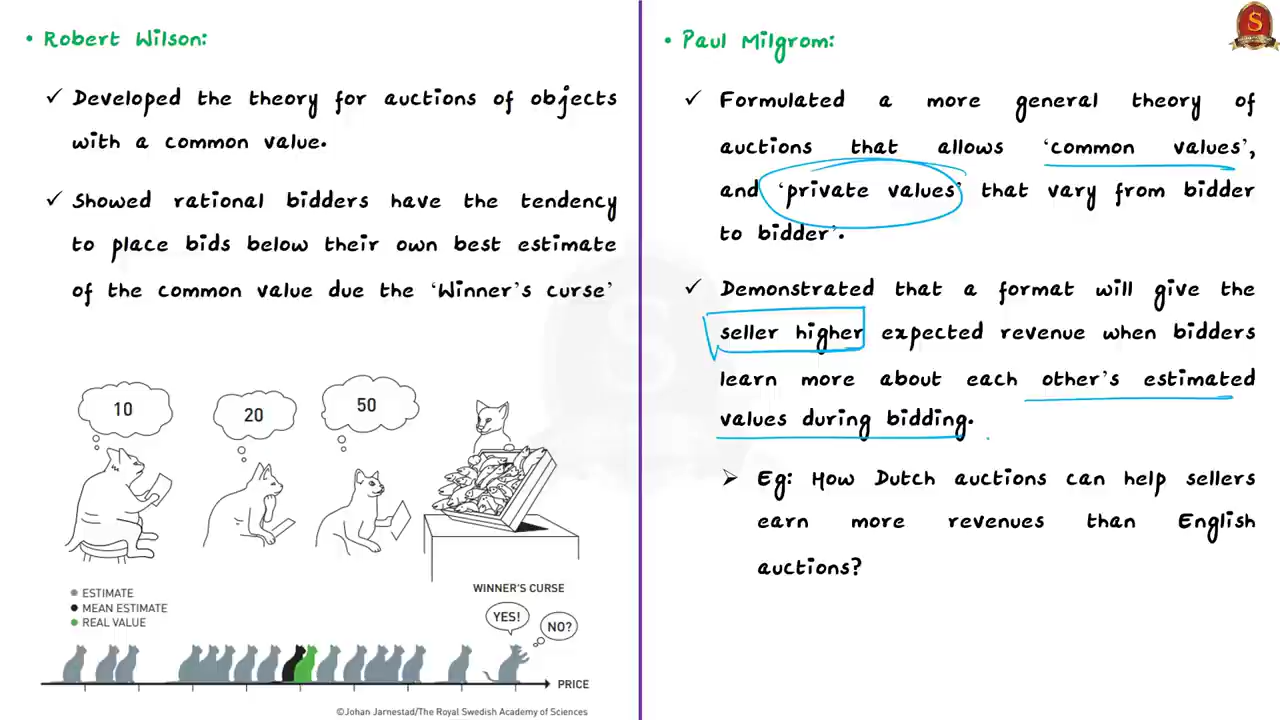 • Robert Wilson:
✓ Developed the theory for auctions of objects
with a common value.
✓ Showed rational bidders have the tendency
to place bids below their own best estimate
of the common value due the 'Winner's curse'
10
20
50
WINNER'S CURSE
YES!
NO?
ESTIMATE
MEAN ESTIMATE
REAL VALUE
PRICE
©Johan Jarnestad/The Royal Swedish Academy of Sciences
• Paul Milgrom:
✓ Formulated a more general theory of
auctions that allows 'common values',
and 'private values' that vary from bidder
to bidder'.
✓ Demonstrated that a format will give the
seller higher expected revenue when bidders
learn more about each other's estimated
values during bidding.
➢ Eg: How Dutch auctions can help sellers
earn more revenues than English
auctions?
S